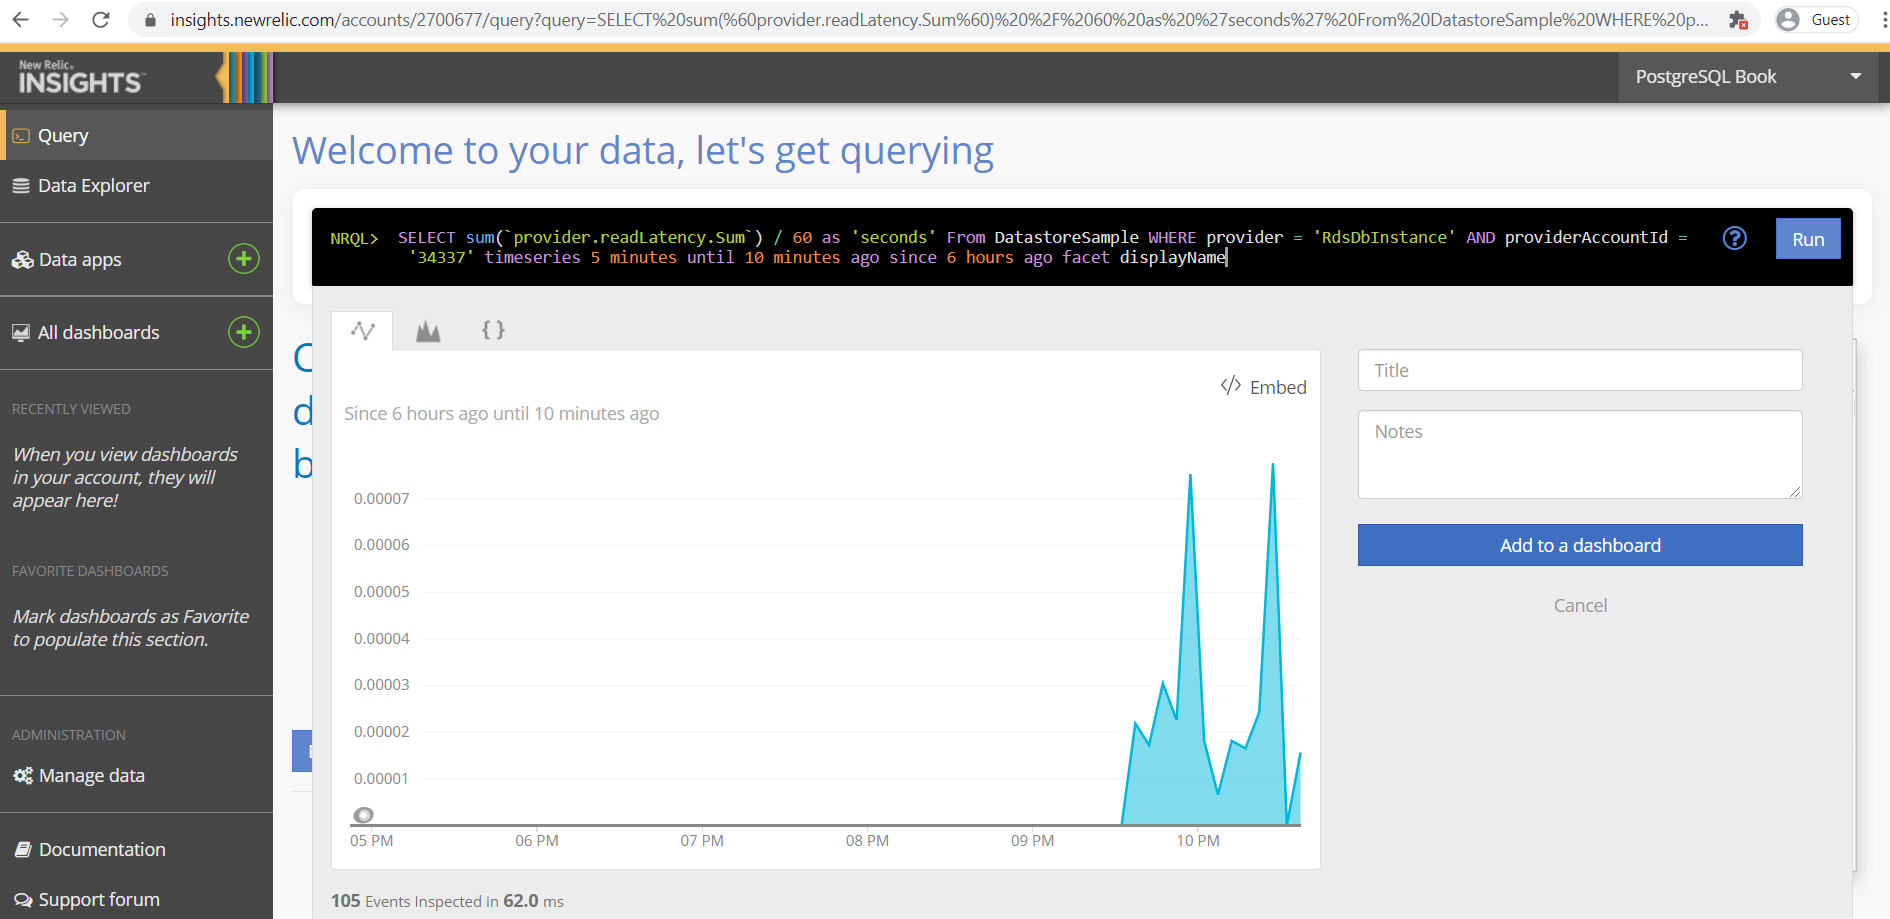 insights.newrelic.com/accounts/2700677/query?query=SELECT%20sum(%60provider.readLatency.Sum%60)%20%2F%2060%20as%20%27seconds%27%20From%20DatastoreSample%20WHERE%20p...
Guest
New Relic®
INSIGHTS™
PostgreSQL Book
Query
Data Explorer
Data apps
All dashboards
RECENTLY VIEWED
When you view dashboards
in your account, they will
appear here!
FAVORITE DASHBOARDS
Mark dashboards as Favorite
to populate this section.
ADMINISTRATION
Manage data
Documentation
Support forum
Welcome to your data, let's get querying
NRQL> SELECT sum(`provider.readLatency.Sum`) / 60 as 'seconds' From DatastoreSample WHERE provider = 'RdsDbInstance' AND providerAccountId =
'34337' timeseries 5 minutes until 10 minutes ago since 6 hours ago facet displayName
Run
C
d
b
{ }
</> Embed
Since 6 hours ago until 10 minutes ago
0.00007
0.00006
0.00005
0.00004
0.00003
0.00002
0.00001
05 PM 06 PM 07 PM 08 PM 09 PM 10 PM
105 Events Inspected in 62.0 ms
Title
Notes
Add to a dashboard
Cancel